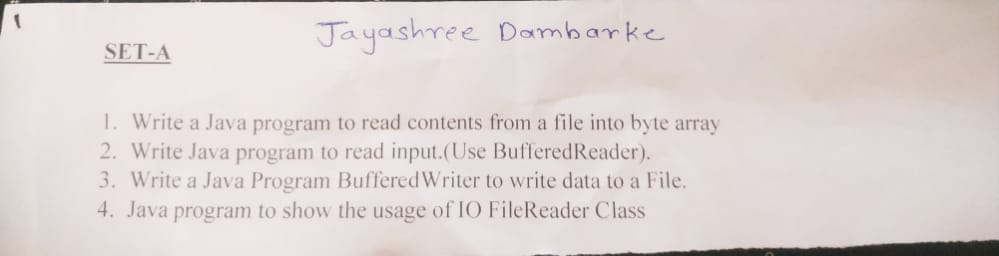 Jayashree Dambarke
SET-A
1. Write a Java program to read contents from a file into byte array
2. Write Java program to read input.(Use BufferedReader).
3. Write a Java Program BufferedWriter to write data to a File.
4. Java program to show the usage of IO FileReader Class